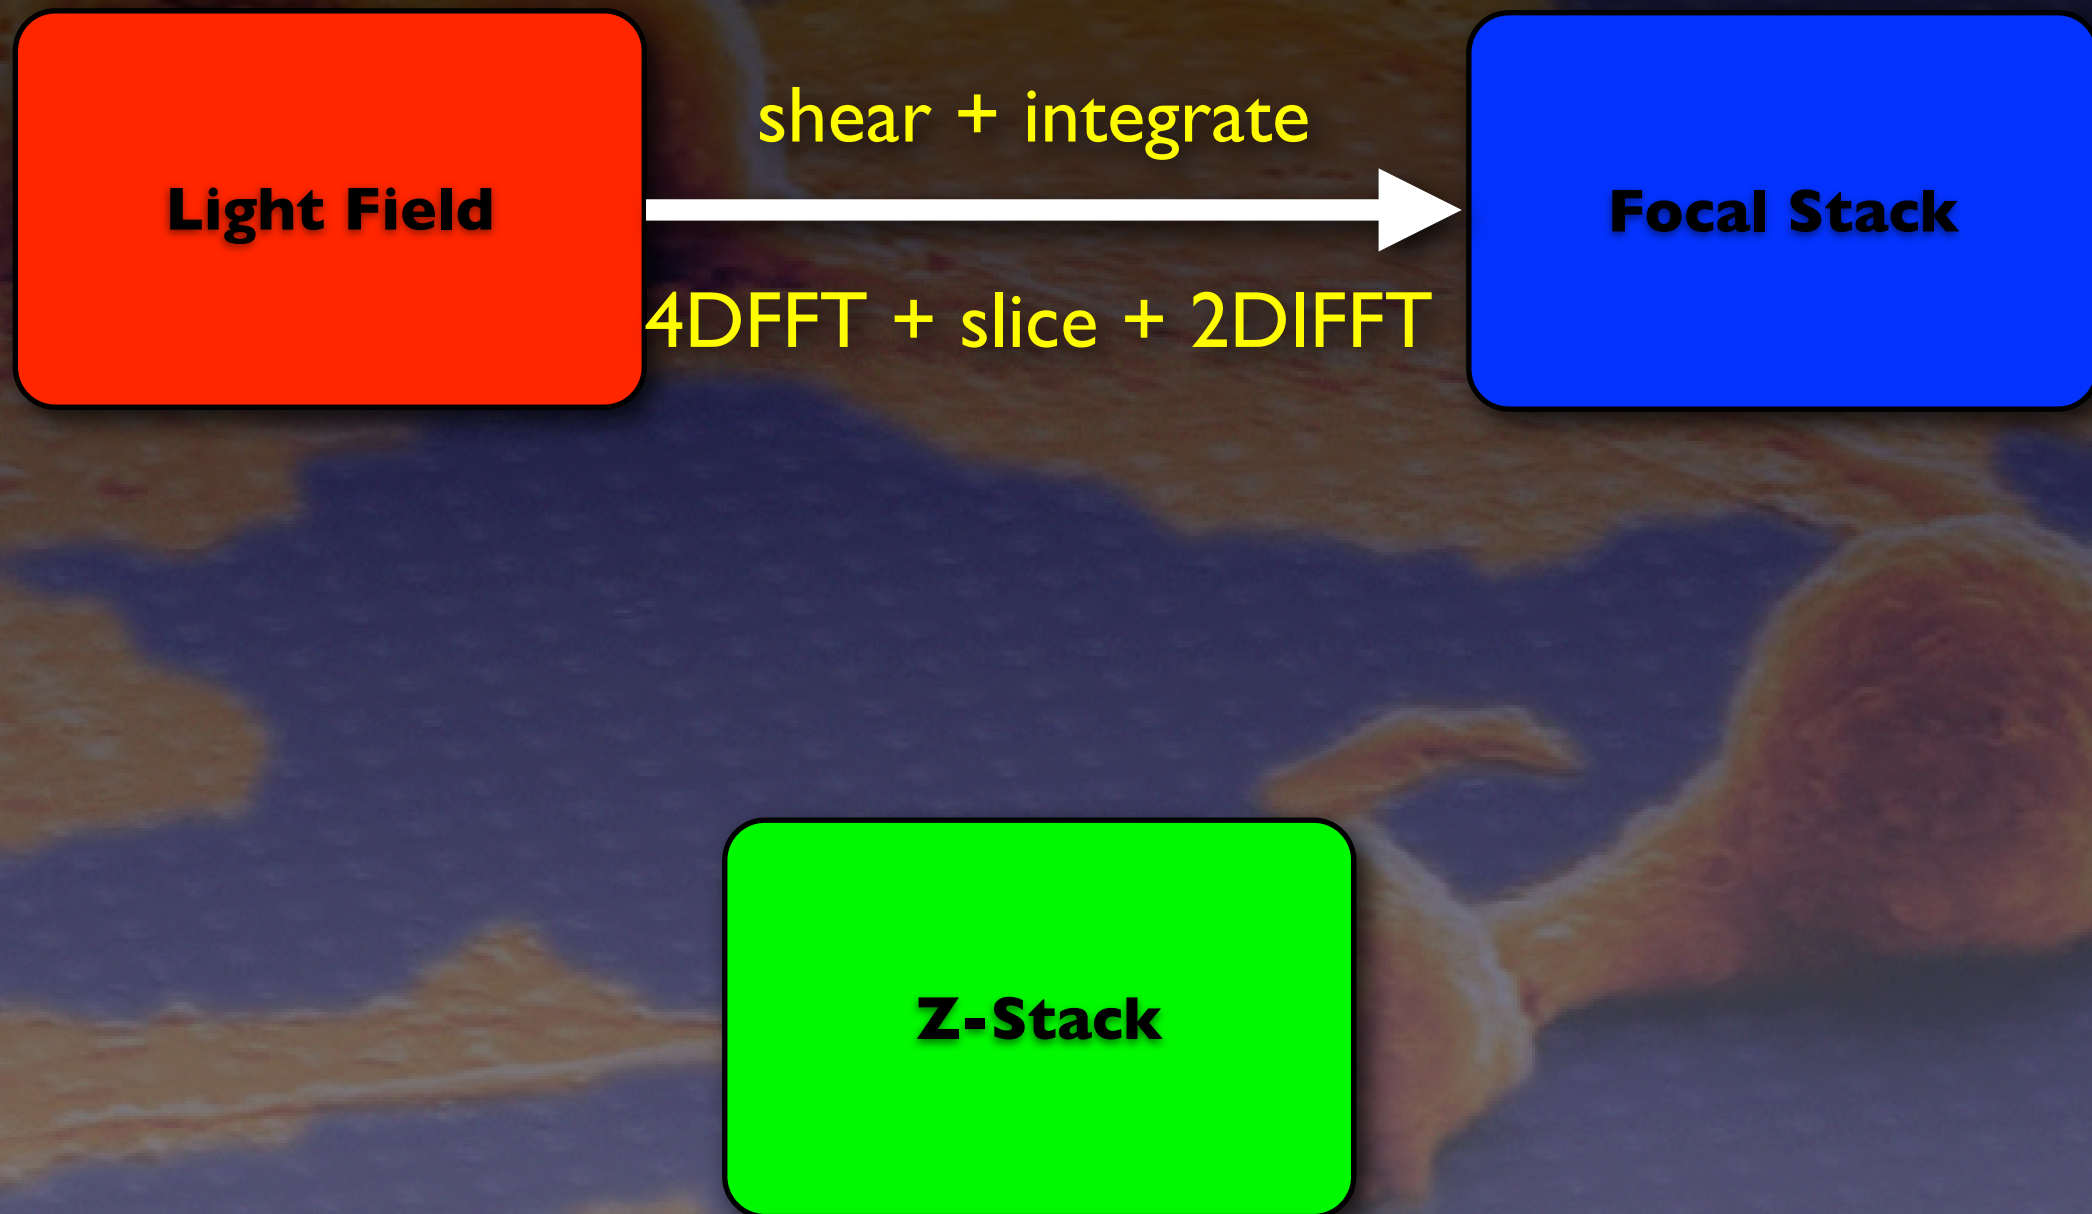 shear + integrate
Light Field
Focal Stack
4DFFT + slice + 2DIFFT
Z-Stack